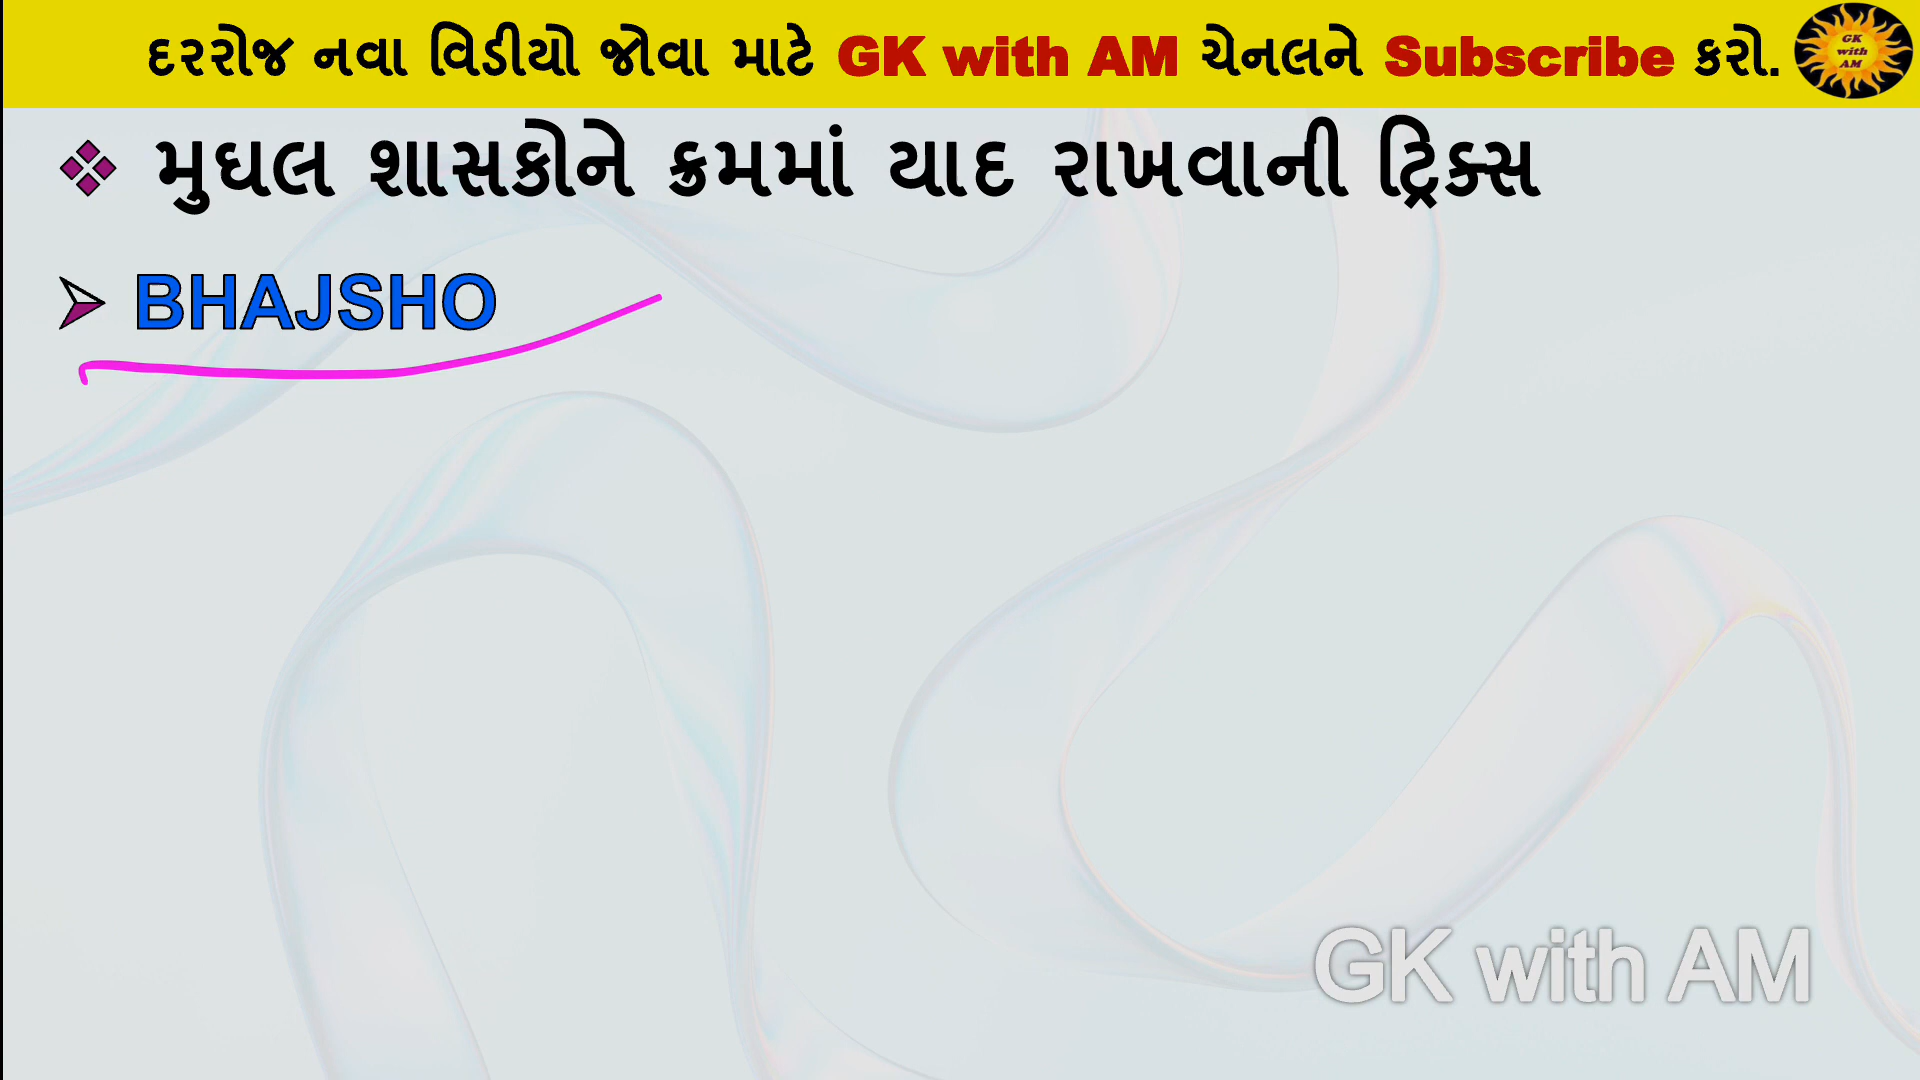 દરરોજ નવા વિડીયો જોવા માટે GK with AM ચેનલને Subscribe કરો.
GK
with
AM
મુઘલ શાસકોને ક્રમમાં યાદ રાખવાની ટ્રિક્સ
BHAJSHO
GK with AM